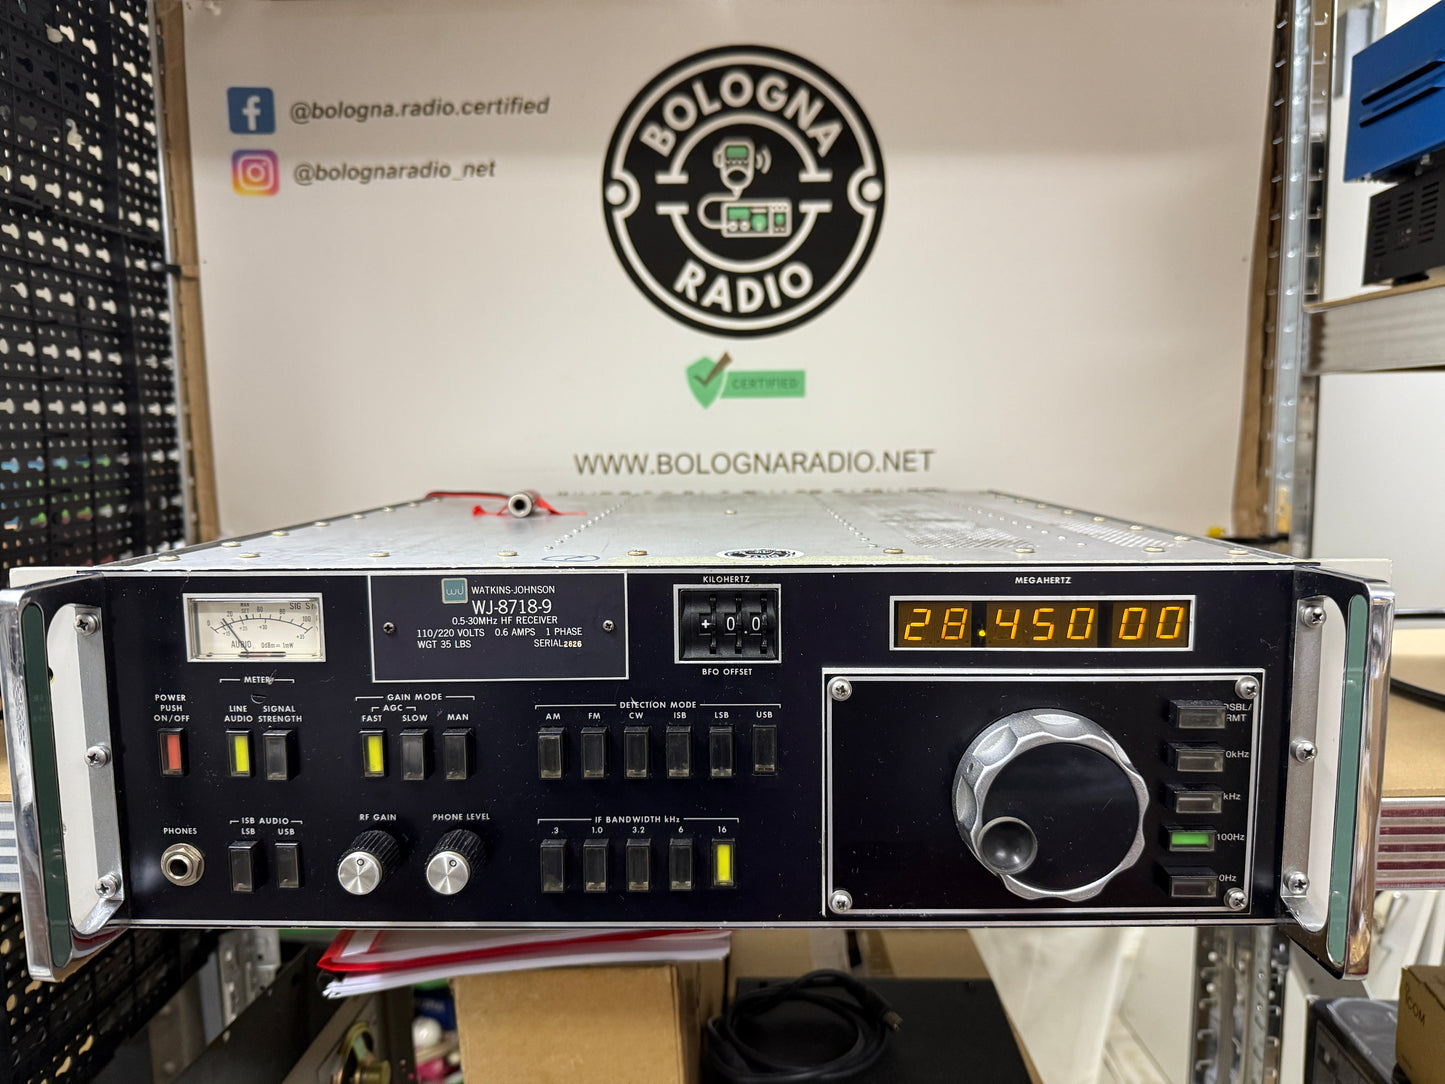 @bologna.radio.certified
@bolognaradio_net
BOLOGNA
RADIO
CERTIFIED
WWW.BOLOGNARADIO.NET
WATKINS-JOHNSON
WJ-8718-9
0.5-30MHz HF RECEIVER
110/220 VOLTS 0.6 AMPS 1 PHASE
WGT 35 LBS SERIAL 2826
KILOHERTZ
+0.0
BFO OFFSET
MEGAHERTZ
28.450 00
AUDIO 0dBm = 1mW
METER
LINE AUDIO
SIGNAL STRENGTH
POWER
PUSH
ON/OFF
GAIN MODE
AGC
FAST SLOW MAN
DETECTION MODE
AM FM CW ISB LSB USB
PHONES
ISB AUDIO
LSB USB
RF GAIN
PHONE LEVEL
IF BANDWIDTH kHz
.3 1.0 3.2 6 16
100Hz